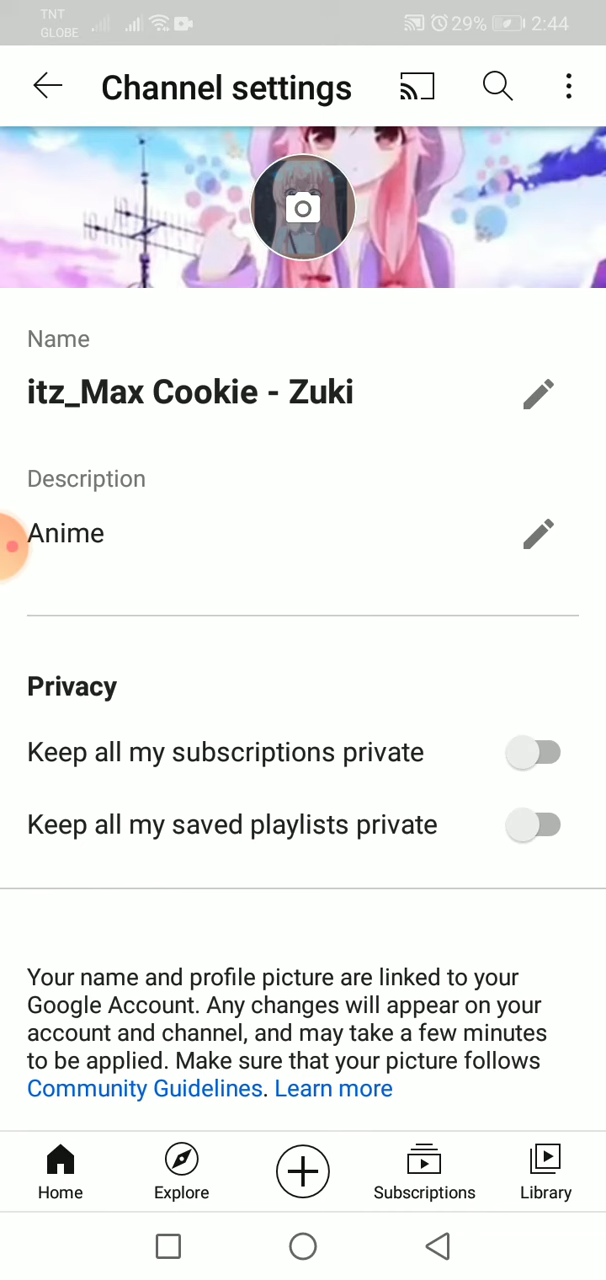 TNT
GLOBE
29% 2:44
Channel settings
Name
itz_Max Cookie - Zuki
Description
Anime
Privacy
Keep all my subscriptions private
Keep all my saved playlists private
Your name and profile picture are linked to your
Google Account. Any changes will appear on your
account and channel, and may take a few minutes
to be applied. Make sure that your picture follows
Community Guidelines. Learn more
Home Explore Subscriptions Library